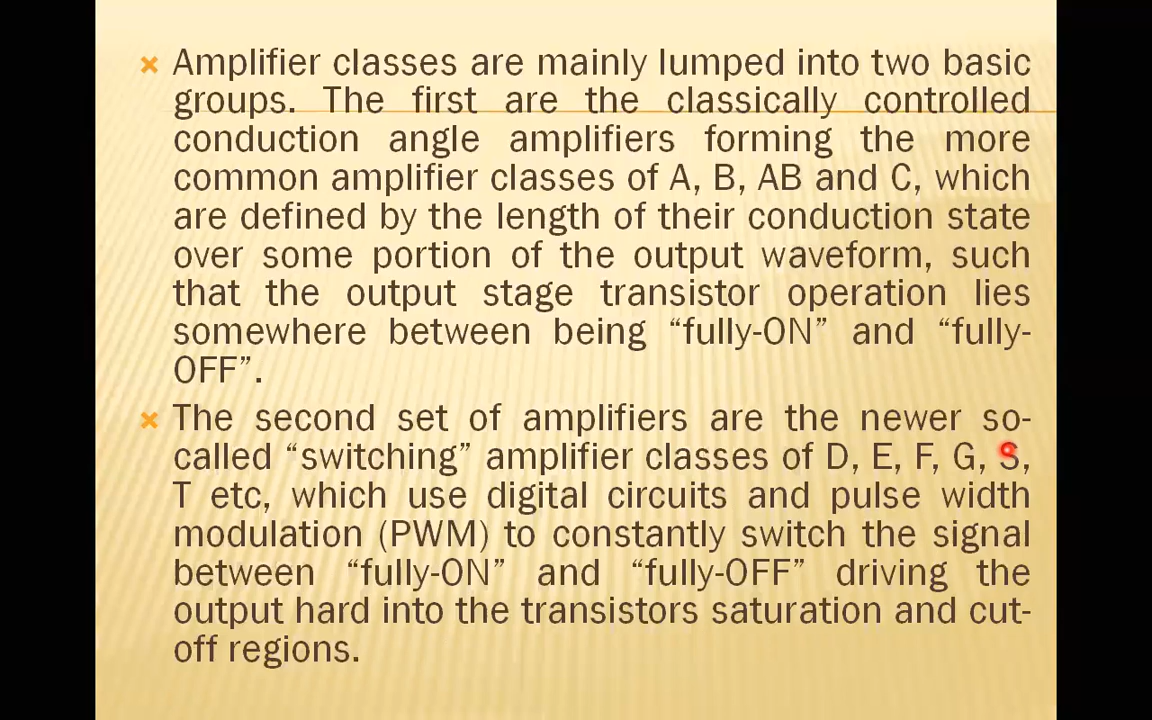 Amplifier classes are mainly lumped into two basic
groups. The first are the classically controlled
conduction angle amplifiers forming the more
common amplifier classes of A, B, AB and C, which
are defined by the length of their conduction state
over some portion of the output waveform, such
that the output stage transistor operation lies
somewhere between being “fully-ON” and “fully-
OFF”.
The second set of amplifiers are the newer so-
called “switching” amplifier classes of D, E, F, G, S,
T etc, which use digital circuits and pulse width
modulation (PWM) to constantly switch the signal
between “fully-ON” and “fully-OFF” driving the
output hard into the transistors saturation and cut-
off regions.